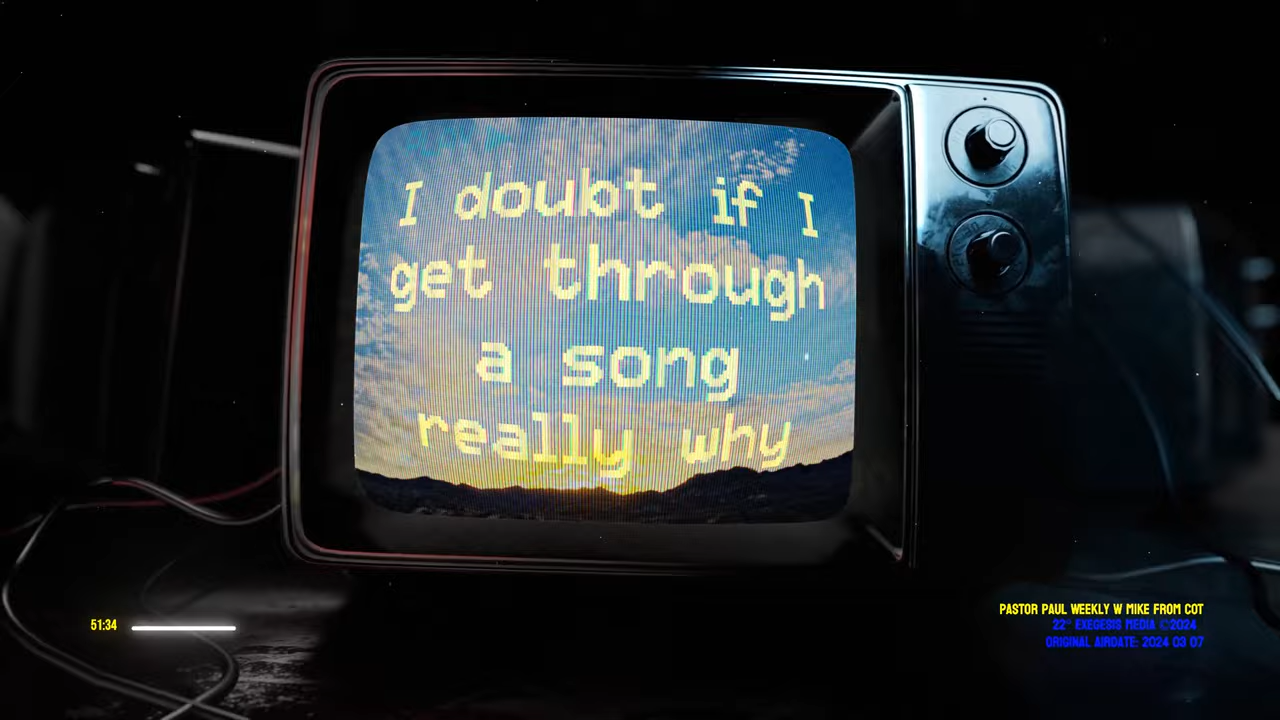 I doubt if I
get through
a song
really why
51:34
PASTOR PAUL WEEKLY W MIKE FROM COT
22° EXEGESIS MEDIA ©2024
ORIGINAL AIRDATE: 2024 03 07